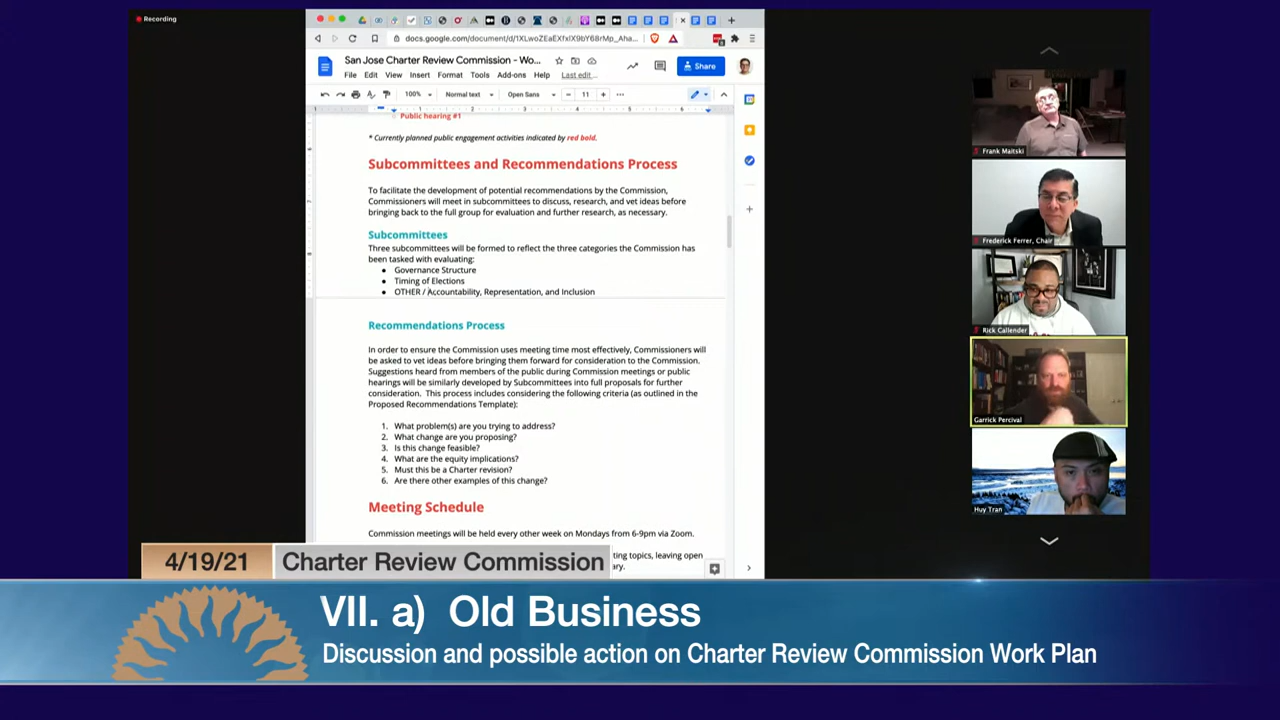 Recording
docs.google.com/document/d/1XLwoZEaEXfxIX9bY68rMp_Aha...
San Jose Charter Review Commission - Wo...
Share
File Edit View Insert Format Tools Add-ons Help Last edit...
100% Normal text Open Sans 11
Public hearing #1
* Currently planned public engagement activities indicated by red bold.
Subcommittees and Recommendations Process
To facilitate the development of potential recommendations by the Commission,
Commissioners will meet in subcommittees to discuss, research, and vet ideas before
bringing back to the full group for evaluation and further research, as necessary.
Subcommittees
Three subcommittees will be formed to reflect the three categories the Commission has
been tasked with evaluating:
● Governance Structure
● Timing of Elections
● OTHER / Accountability, Representation, and Inclusion
Recommendations Process
In order to ensure the Commission uses meeting time most effectively, Commissioners will
be asked to vet ideas before bringing them forward for consideration to the Commission.
Suggestions heard from members of the public during Commission meetings or public
hearings will be similarly developed by Subcommittees into full proposals for further
consideration. This process includes considering the following criteria (as outlined in the
Proposed Recommendations Template):
1. What problem(s) are you trying to address?
2. What change are you proposing?
3. Is this change feasible?
4. What are the equity implications?
5. Must this be a Charter revision?
6. Are there other examples of this change?
Meeting Schedule
Commission meetings will be held every other week on Mondays from 6-9pm via Zoom.
ting topics, leaving open
ary.
Frank Maitski
Frederick Ferrer, Chair
Rick Callender
Garrick Percival
Huy Tran
4/19/21 Charter Review Commission
VII. a) Old Business
Discussion and possible action on Charter Review Commission Work Plan